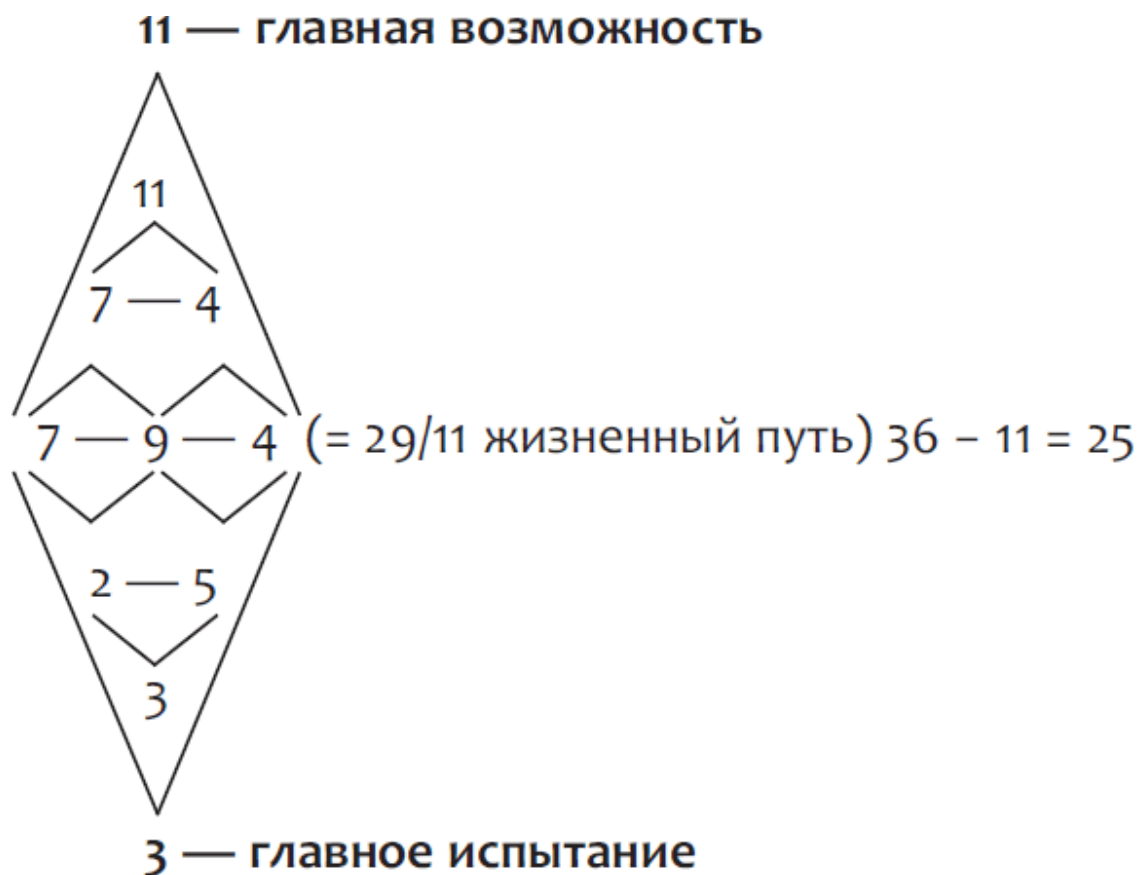 11 — главная возможность
11
7 — 4
7 — 9 — 4 (= 29/11 жизненный путь) 36 – 11 = 25
2 — 5
3
3 — главное испытание